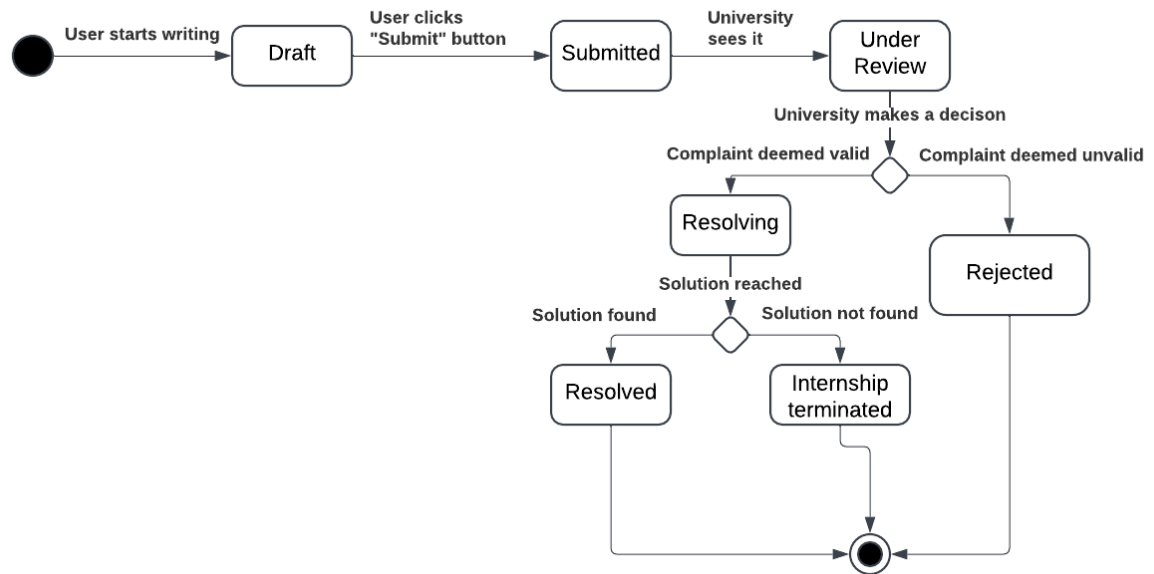 User starts writing
Draft
User clicks
"Submit" button
Submitted
University
sees it
Under
Review
University makes a decison
Complaint deemed valid
Complaint deemed unvalid
Resolving
Rejected
Solution reached
Solution found
Solution not found
Resolved
Internship
terminated